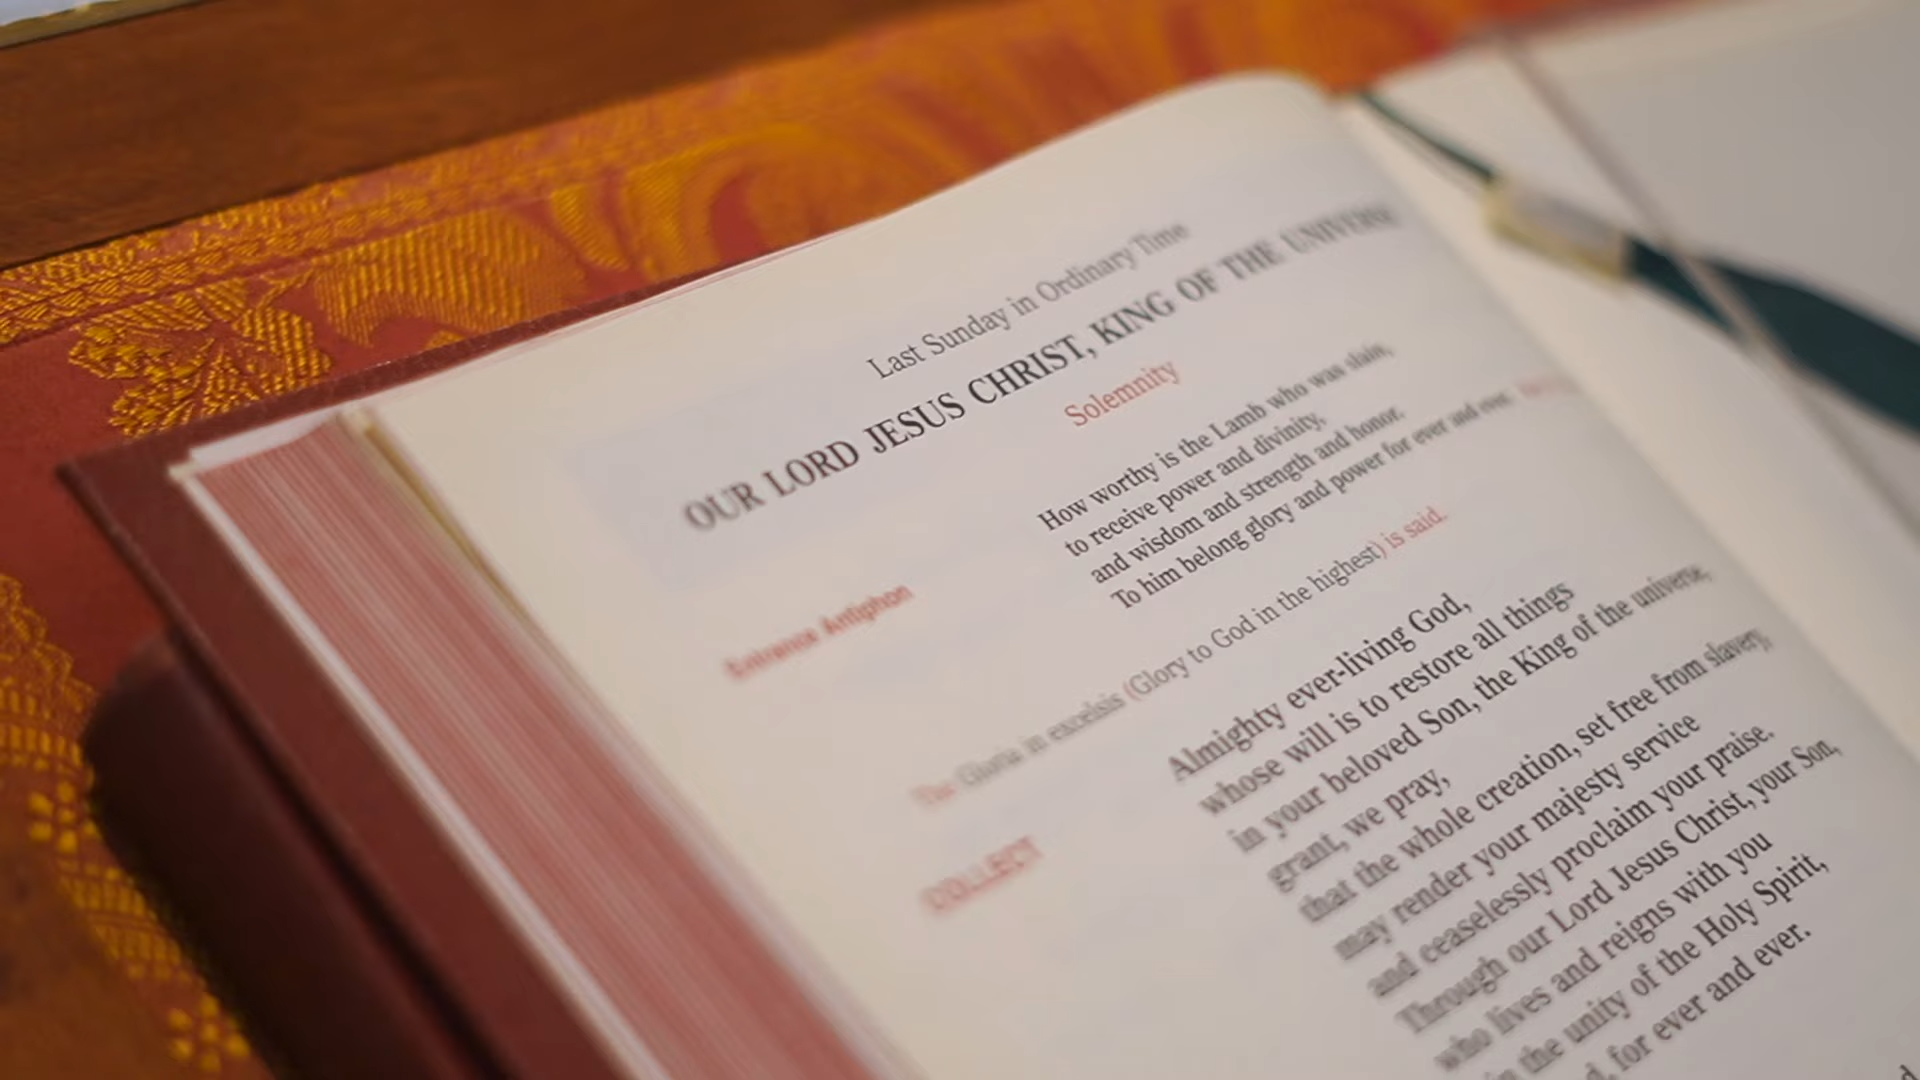 Last Sunday in Ordinary Time
OUR LORD JESUS CHRIST, KING OF THE UNIVERSE
Solemnity
Entrance Antiphon
How worthy is the Lamb who was slain,
to receive power and divinity,
and wisdom and strength and honor.
To him belong glory and power for ever and ever.
The Gloria in excelsis (Glory to God in the highest) is said.
COLLECT
Almighty ever-living God,
whose will is to restore all things
in your beloved Son, the King of the universe,
grant, we pray,
that the whole creation, set free from slavery,
may render your majesty service
and ceaselessly proclaim your praise.
Through our Lord Jesus Christ, your Son,
who lives and reigns with you
in the unity of the Holy Spirit,
for ever and ever.